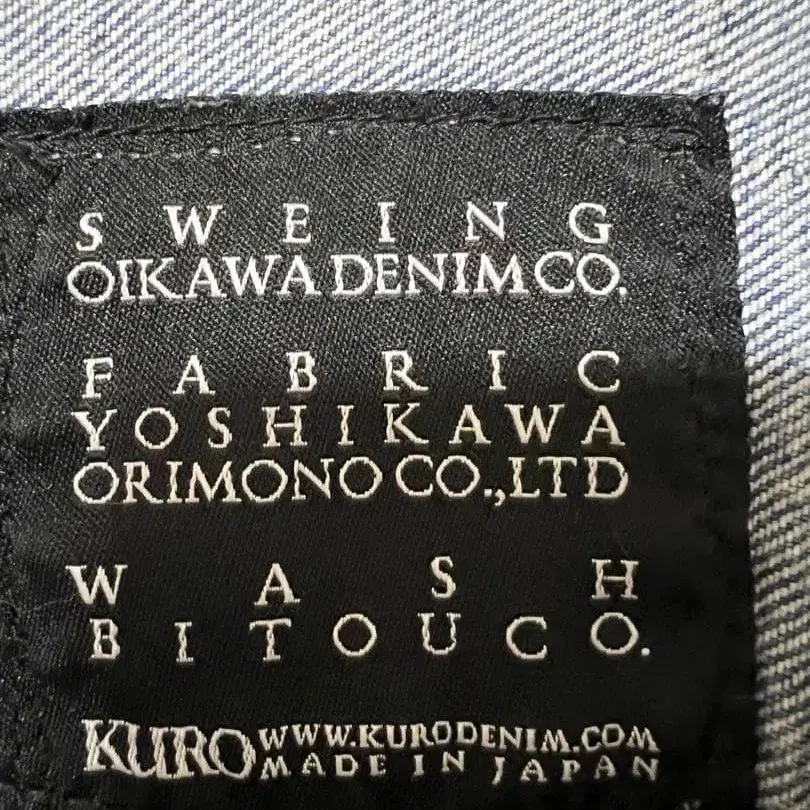 SWEING
OIKAWA DENIM CO.
FABRIC
YOSHIKAWA
ORIMONO CO.,LTD
WASH
BITOU CO.
KURO WWW.KURODENIM.COM
MADE IN JAPAN